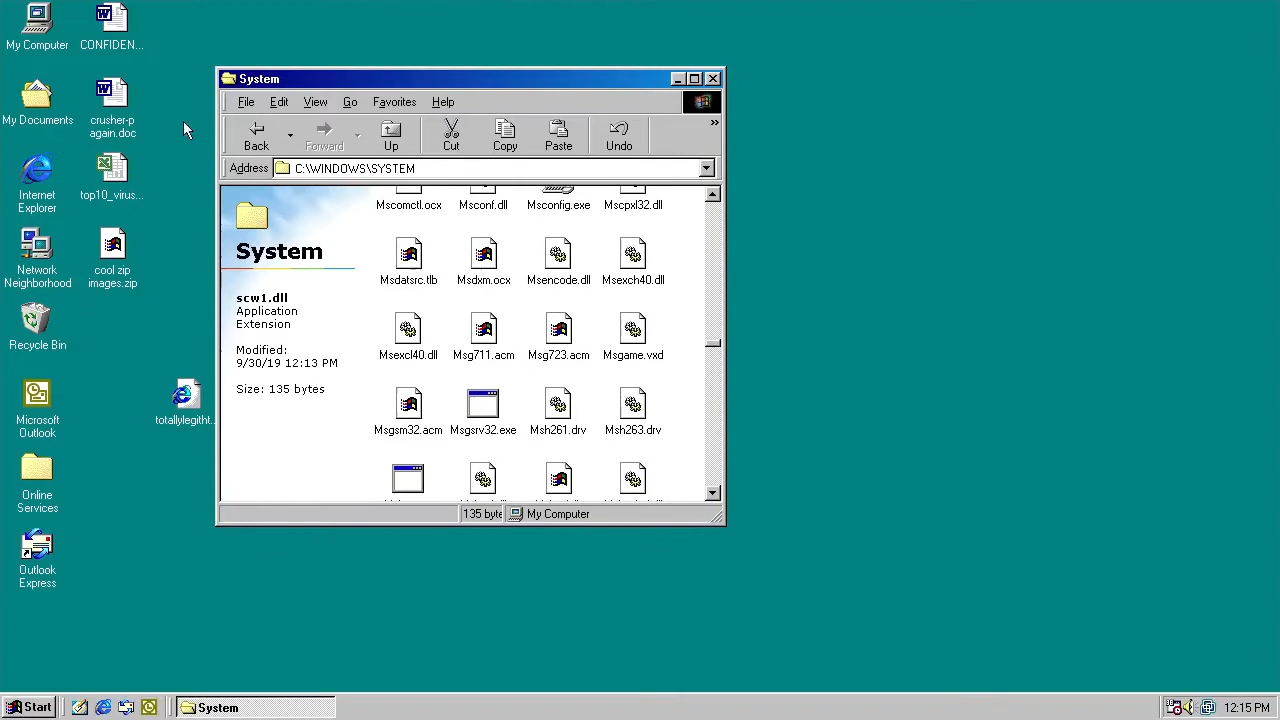 My Computer
CONFIDEN...
My Documents
crusher-p
again.doc
Internet
Explorer
top10_virus...
Network
Neighborhood
cool zip
images.zip
Recycle Bin
Microsoft
Outlook
totallylegitht...
Online
Services
Outlook
Express
System
File Edit View Go Favorites Help
Back Forward Up Cut Copy Paste Undo
Address C:\WINDOWS\SYSTEM
System
scw1.dll
Application
Extension
Modified:
9/30/19 12:13 PM
Size: 135 bytes
Mscomctl.ocx Msconf.dll Msconfig.exe Mscpxl32.dll
Msdatsrc.tlb Msdxm.ocx Msencode.dll Msexch40.dll
Msexcl40.dll Msg711.acm Msg723.acm Msgame.vxd
Msgsm32.acm Msgsrv32.exe Msh261.drv Msh263.drv
135 byte My Computer
Start System 12:15 PM